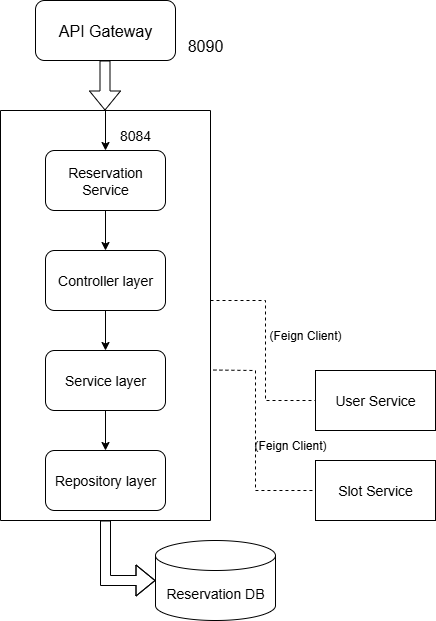 API Gateway
8090
8084
Reservation
Service
Controller layer
(Feign Client)
Service layer
User Service
(Feign Client)
Repository layer
Slot Service
Reservation DB